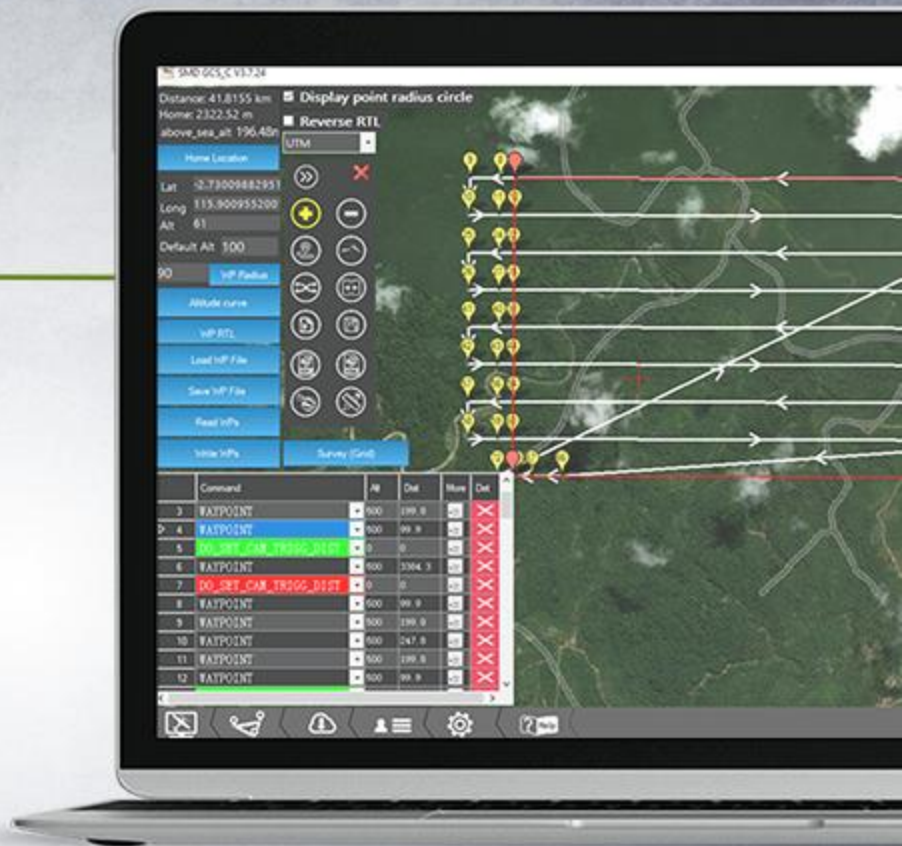 SMD GCS_C V3.7.24
Distance: 41.8155 km
Home: 2322.52 m
above_sea_alt 196.48m
Display point radius circle
Reverse RTL
UTM
Home Location
Lat -2.73009882951
Long 115.900955200
Alt 61
Default Alt 100
90 WP Radius
Altitude curve
WP RTL
Load WP File
Save WP File
Read WPs
Write WPs
Survey (Grid)
Command Alt Dist More Del
3 WAYPOINT 500 199.8
4 WAYPOINT 500 99.9
5 DO_SET_CAM_TRIGG_DIST 0 0
6 WAYPOINT 500 3304.3
7 DO_SET_CAM_TRIGG_DIST 0 0
8 WAYPOINT 500 99.9
9 WAYPOINT 500 199.8
10 WAYPOINT 500 247.8
11 WAYPOINT 500 199.8
12 WAYPOINT 500 99.9
Help